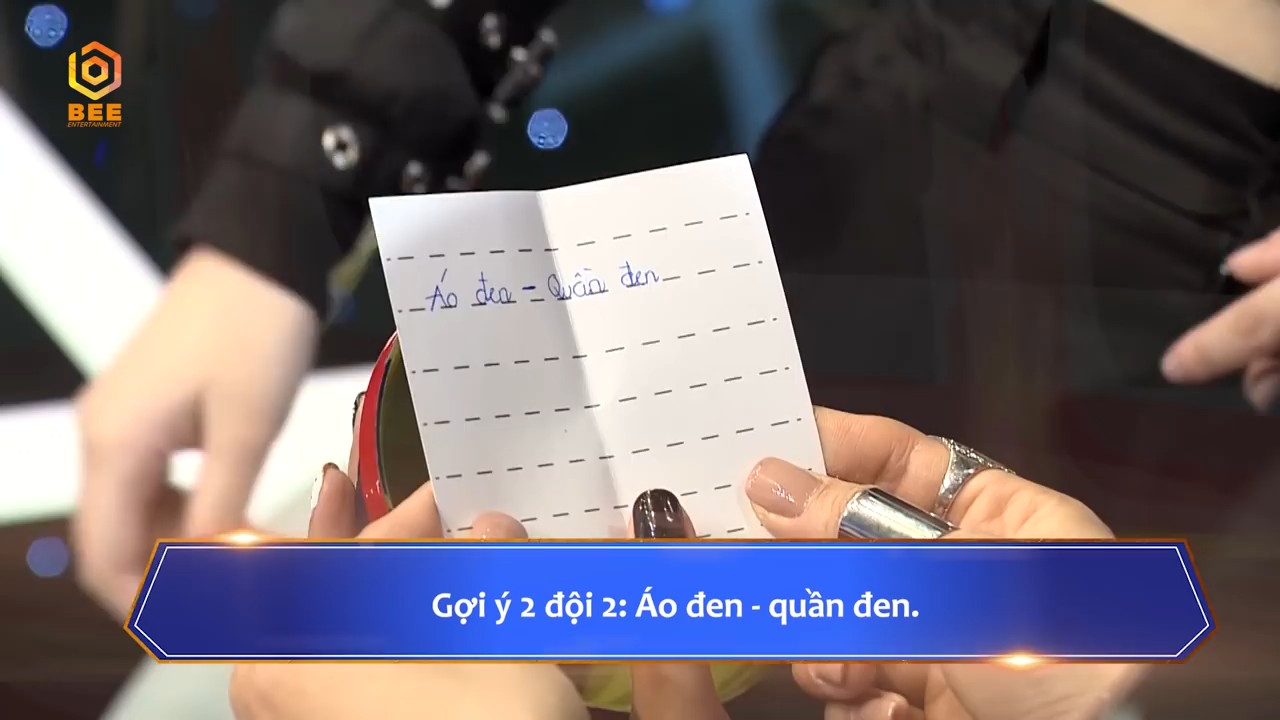 BEE
ENTERTAINMENT
Áo đen - Quần đen
Gợi ý 2 đội 2: Áo đen - quần đen.